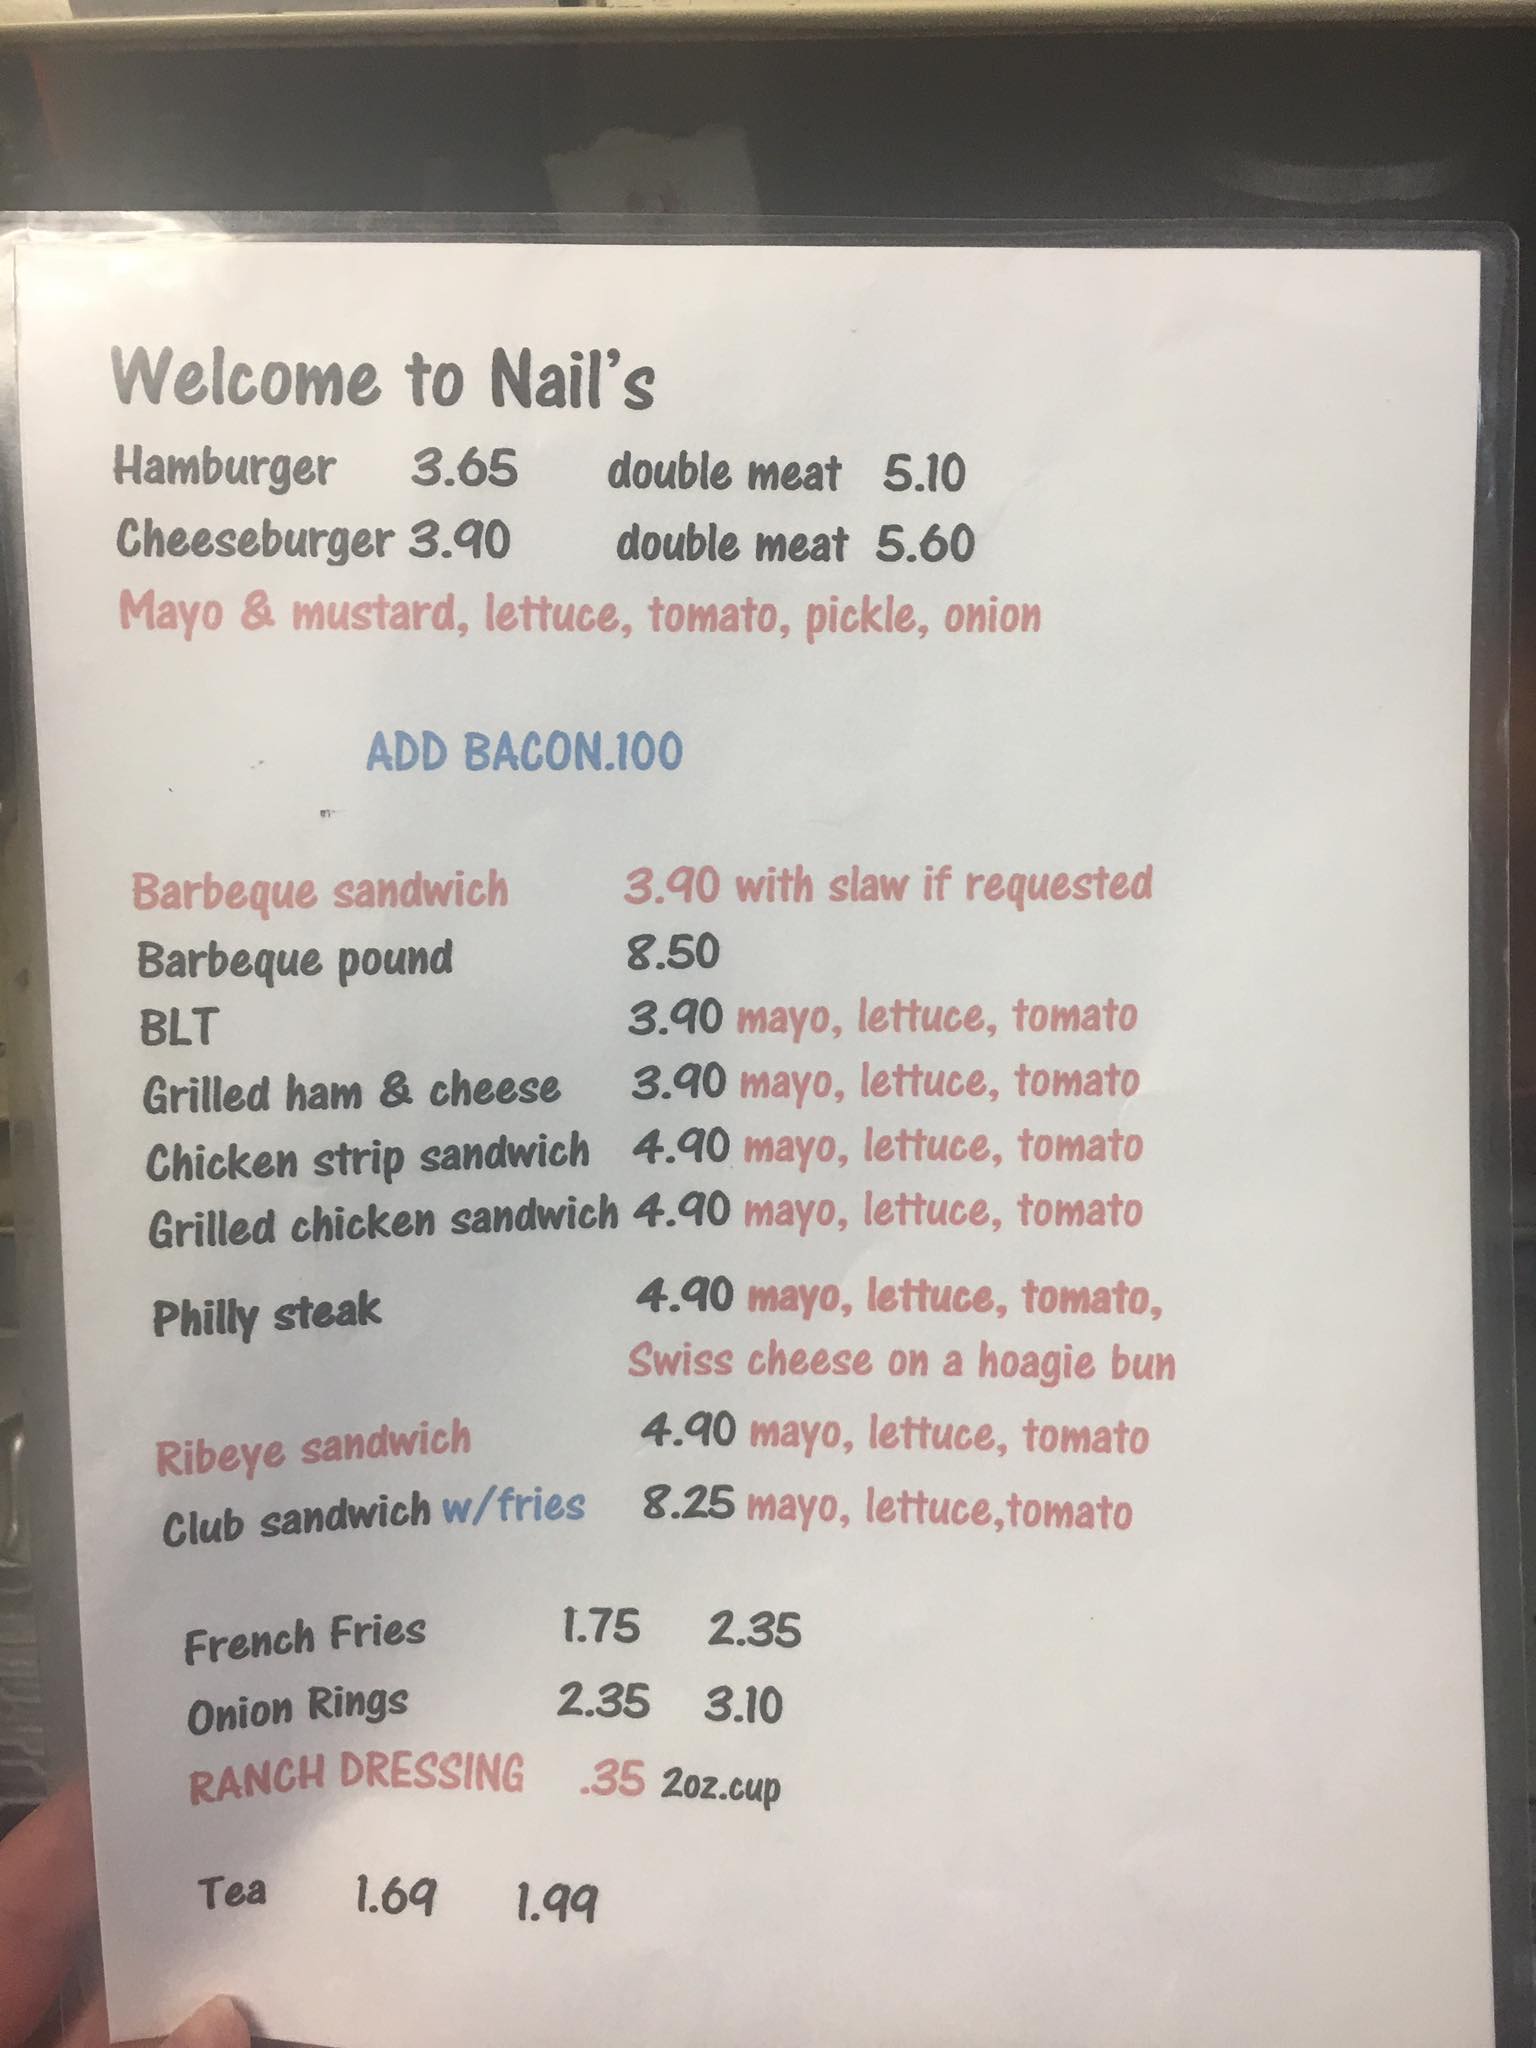 Welcome to Nail's
Hamburger 3.65 double meat 5.10
Cheeseburger 3.90 double meat 5.60
Mayo & mustard, lettuce, tomato, pickle, onion
ADD BACON.100
Barbeque sandwich 3.90 with slaw if requested
Barbeque pound 8.50
BLT 3.90 mayo, lettuce, tomato
Grilled ham & cheese 3.90 mayo, lettuce, tomato
Chicken strip sandwich 4.90 mayo, lettuce, tomato
Grilled chicken sandwich 4.90 mayo, lettuce, tomato
Philly steak 4.90 mayo, lettuce, tomato,
Swiss cheese on a hoagie bun
Ribeye sandwich 4.90 mayo, lettuce, tomato
Club sandwich w/fries 8.25 mayo, lettuce,tomato
French Fries 1.75 2.35
Onion Rings 2.35 3.10
RANCH DRESSING .35 2oz.cup
Tea 1.69 1.99